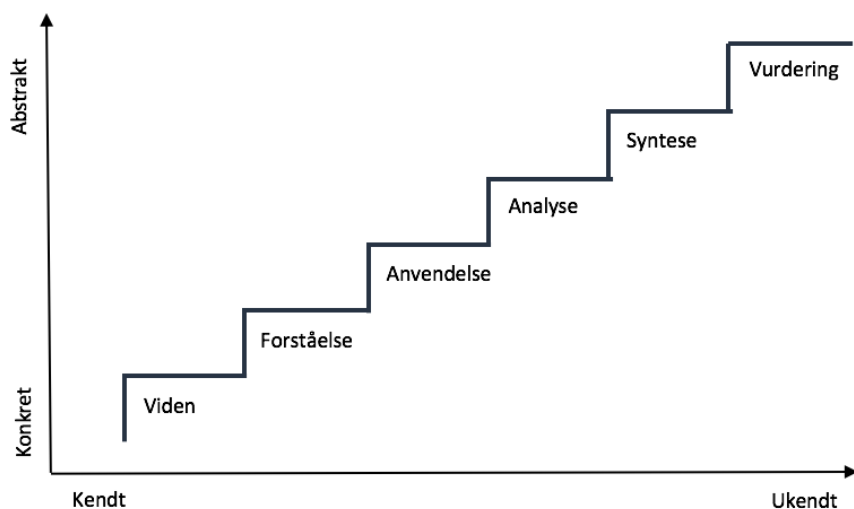 Abstrakt
Vurdering
Syntese
Analyse
Anvendelse
Forståelse
Viden
Konkret
Kendt
Ukendt